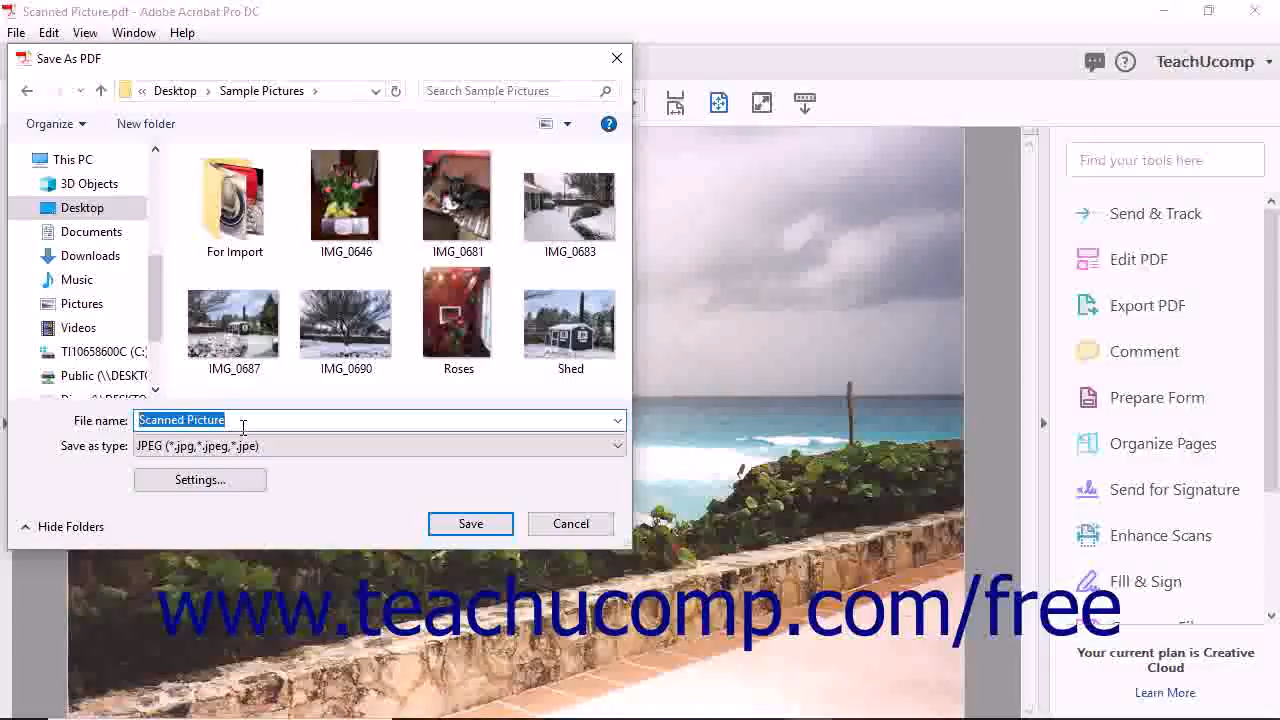 Scanned Picture.pdf - Adobe Acrobat Pro DC
File Edit View Window Help
Save As PDF
TeachUcomp
« Desktop › Sample Pictures ›
Search Sample Pictures
Organize
New folder
This PC
3D Objects
Desktop
Documents
Downloads
Music
Pictures
Videos
TI10658600C (C:)
Public (\\DESKTO
For Import
IMG_0646
IMG_0681
IMG_0683
IMG_0687
IMG_0690
Roses
Shed
File name: Scanned Picture
Save as type: JPEG (*.jpg,*.jpeg,*.jpe)
Settings...
Hide Folders
Save
Cancel
Find your tools here
Send & Track
Edit PDF
Export PDF
Comment
Prepare Form
Organize Pages
Send for Signature
Enhance Scans
Fill & Sign
Your current plan is Creative
Cloud
Learn More
www.teachucomp.com/free